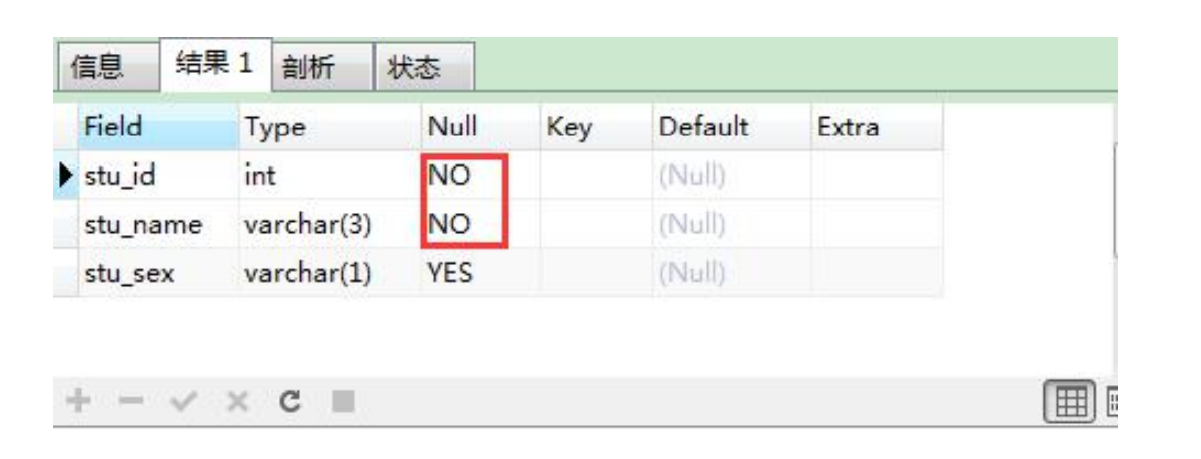 信息 结果 1 剖析 状态
Field Type Null Key Default Extra
stu_id int NO (Null)
stu_name varchar(3) NO (Null)
stu_sex varchar(1) YES (Null)